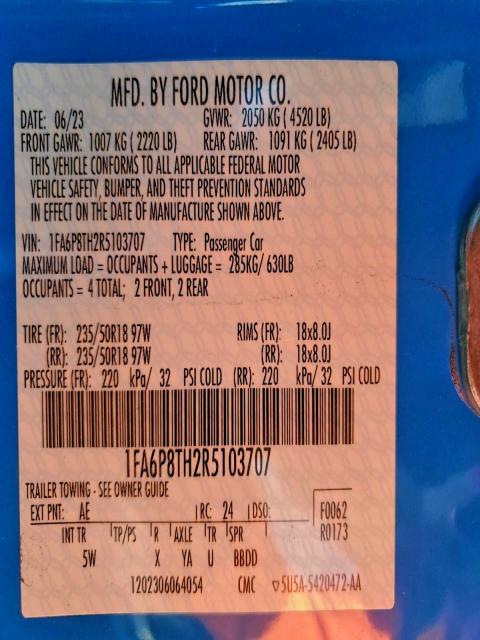 MFD. BY FORD MOTOR CO.
DATE: 06/23 GVWR: 2050 KG ( 4520 LB)
FRONT GAWR: 1007 KG ( 2220 LB) REAR GAWR: 1091 KG ( 2405 LB)
THIS VEHICLE CONFORMS TO ALL APPLICABLE FEDERAL MOTOR
VEHICLE SAFETY, BUMPER, AND THEFT PREVENTION STANDARDS
IN EFFECT ON THE DATE OF MANUFACTURE SHOWN ABOVE.
VIN: 1FA6P8TH2R5103707 TYPE: Passenger Car
MAXIMUM LOAD = OCCUPANTS + LUGGAGE = 285KG/ 630LB
OCCUPANTS = 4 TOTAL; 2 FRONT, 2 REAR
TIRE (FR): 235/50R18 97W RIMS (FR): 18x8.0J
(RR): 235/50R18 97W (RR): 18x8.0J
PRESSURE (FR): 220 kPa/ 32 PSI COLD (RR): 220 kPa/ 32 PSI COLD
1FA6P8TH2R5103707
TRAILER TOWING - SEE OWNER GUIDE
EXT PNT: AE RC: 24 DSO: F0062
INT TR TP/PS R AXLE TR SPR R0173
5W X YA U BBDD
1202306064054 CMC 5U5A-5420472-AA